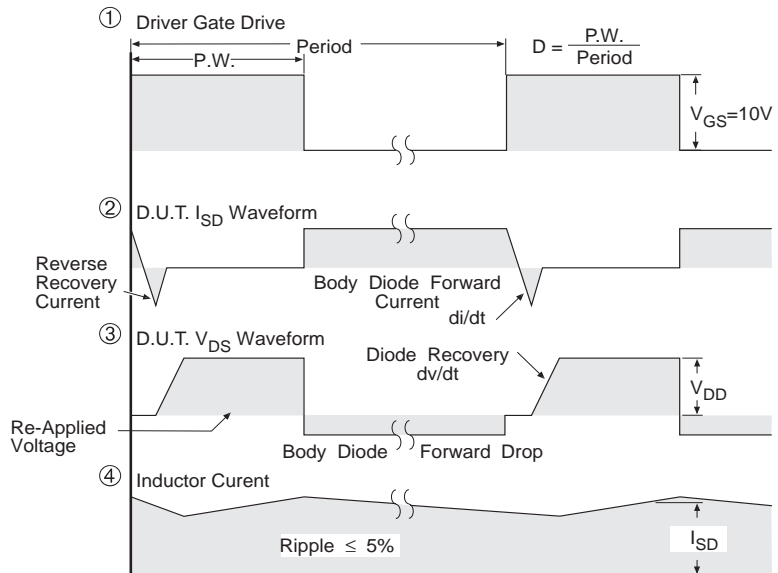 ① Driver Gate Drive
P.W.
Period
D = P.W.
Period
V_GS=10V
② D.U.T. I_SD Waveform
Reverse
Recovery
Current
Body Diode Forward
Current
di/dt
③ D.U.T. V_DS Waveform
Diode Recovery
dv/dt
V_DD
Re-Applied
Voltage
Body Diode Forward Drop
④ Inductor Curent
Ripple ≤ 5%
I_SD